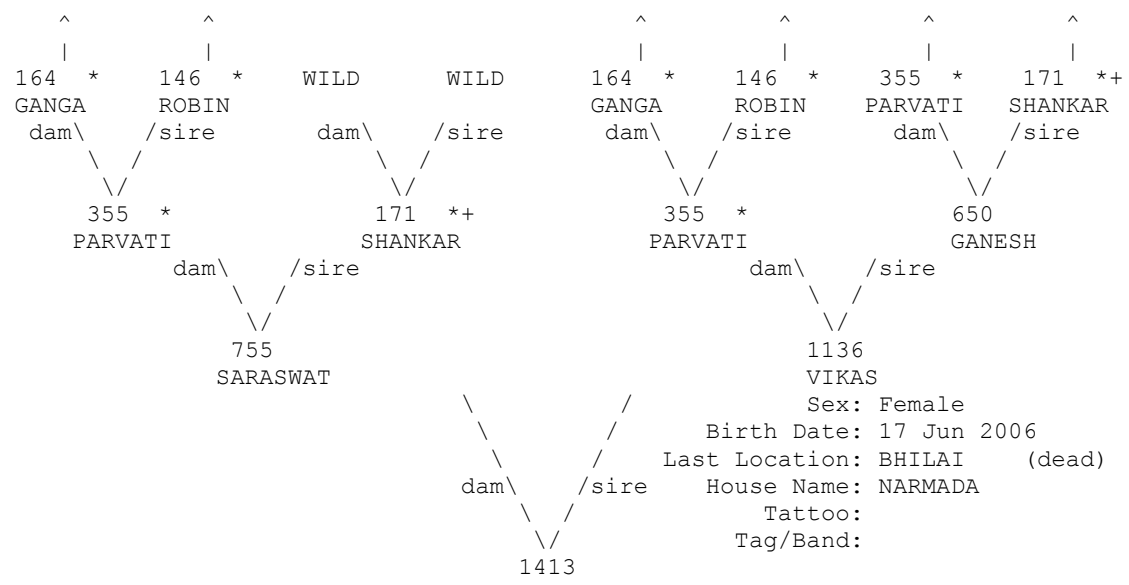 ^ ^ ^ ^ ^ ^
| | | | | |
164 * 146 * WILD WILD 164 * 146 * 355 * 171 *+
GANGA ROBIN GANGA ROBIN PARVATI SHANKAR
dam\ /sire dam\ /sire dam\ /sire dam\ /sire
\ / \ / \ / \ /
\/ \/ \/ \/
355 * 171 *+ 355 * 650
PARVATI SHANKAR PARVATI GANESH
dam\ /sire dam\ /sire
\ / \ /
\/ \/
755 1136
SARASWAT VIKAS
\ / Sex: Female
\ / Birth Date: 17 Jun 2006
\ / Last Location: BHILAI (dead)
dam\ /sire House Name: NARMADA
\ / Tattoo:
\/ Tag/Band:
1413